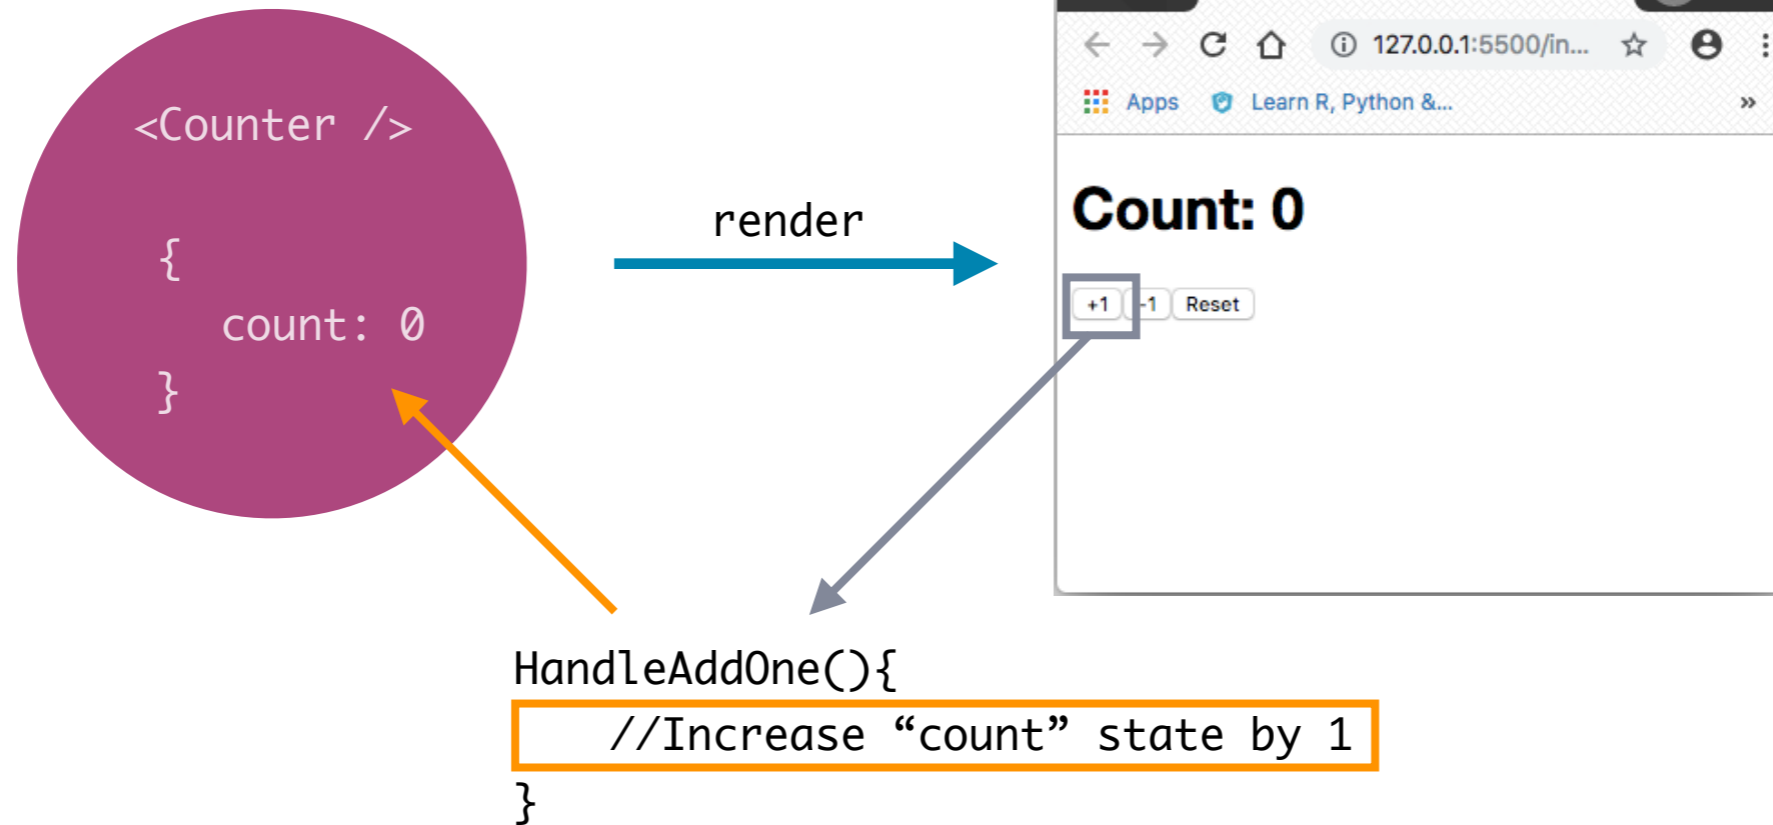 <Counter />
{
count: 0
}
render
127.0.0.1:5500/in...
Apps Learn R, Python &... »
Count: 0
+1 -1 Reset
HandleAddOne(){
//Increase “count” state by 1
}